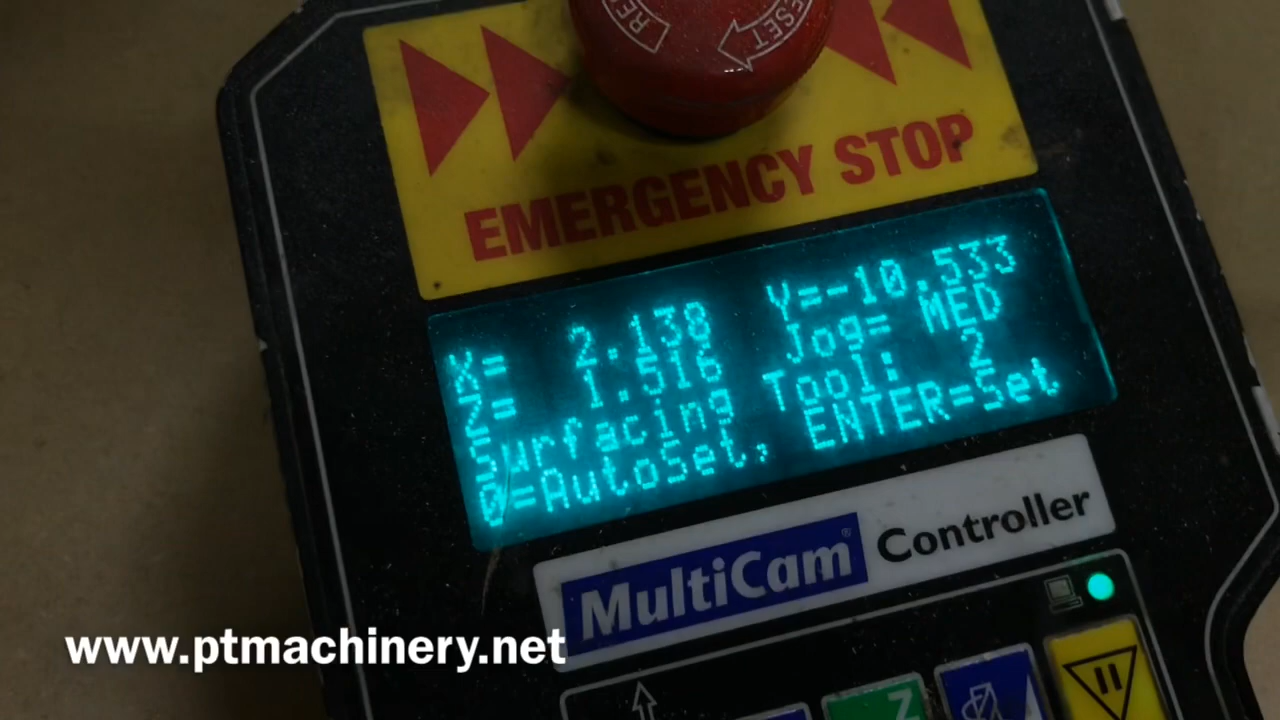 RESET
EMERGENCY STOP
X= 2.138 Y=-10.533
Z= 1.516 Jog= MED
Surfacing Tool: 2
0=AutoSet, ENTER=Set
MultiCam® Controller
www.ptmachinery.net
Z